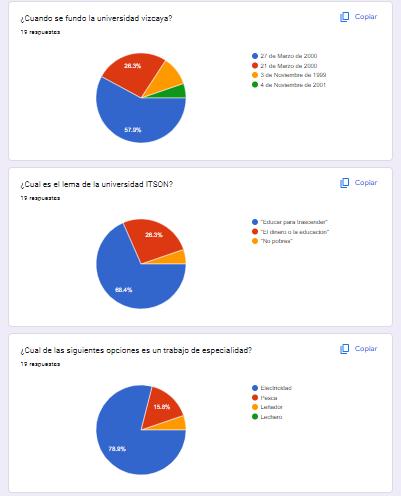 ¿Cuando se fundo la universidad vizcaya?
Copiar
19 respuestas
26.3%
57.9%
27 de Marzo de 2000
21 de Marzo de 2000
3 de Noviembre de 1999
4 de Noviembre de 2001
¿Cual es el lema de la universidad ITSON?
Copiar
19 respuestas
26.3%
68.4%
"Educar para trascender"
"El dinero o la educacion"
"No pobres"
¿Cual de las siguientes opciones es un trabajo de especialidad?
Copiar
19 respuestas
15.8%
78.9%
Electricidad
Pesca
Leñador
Lechero